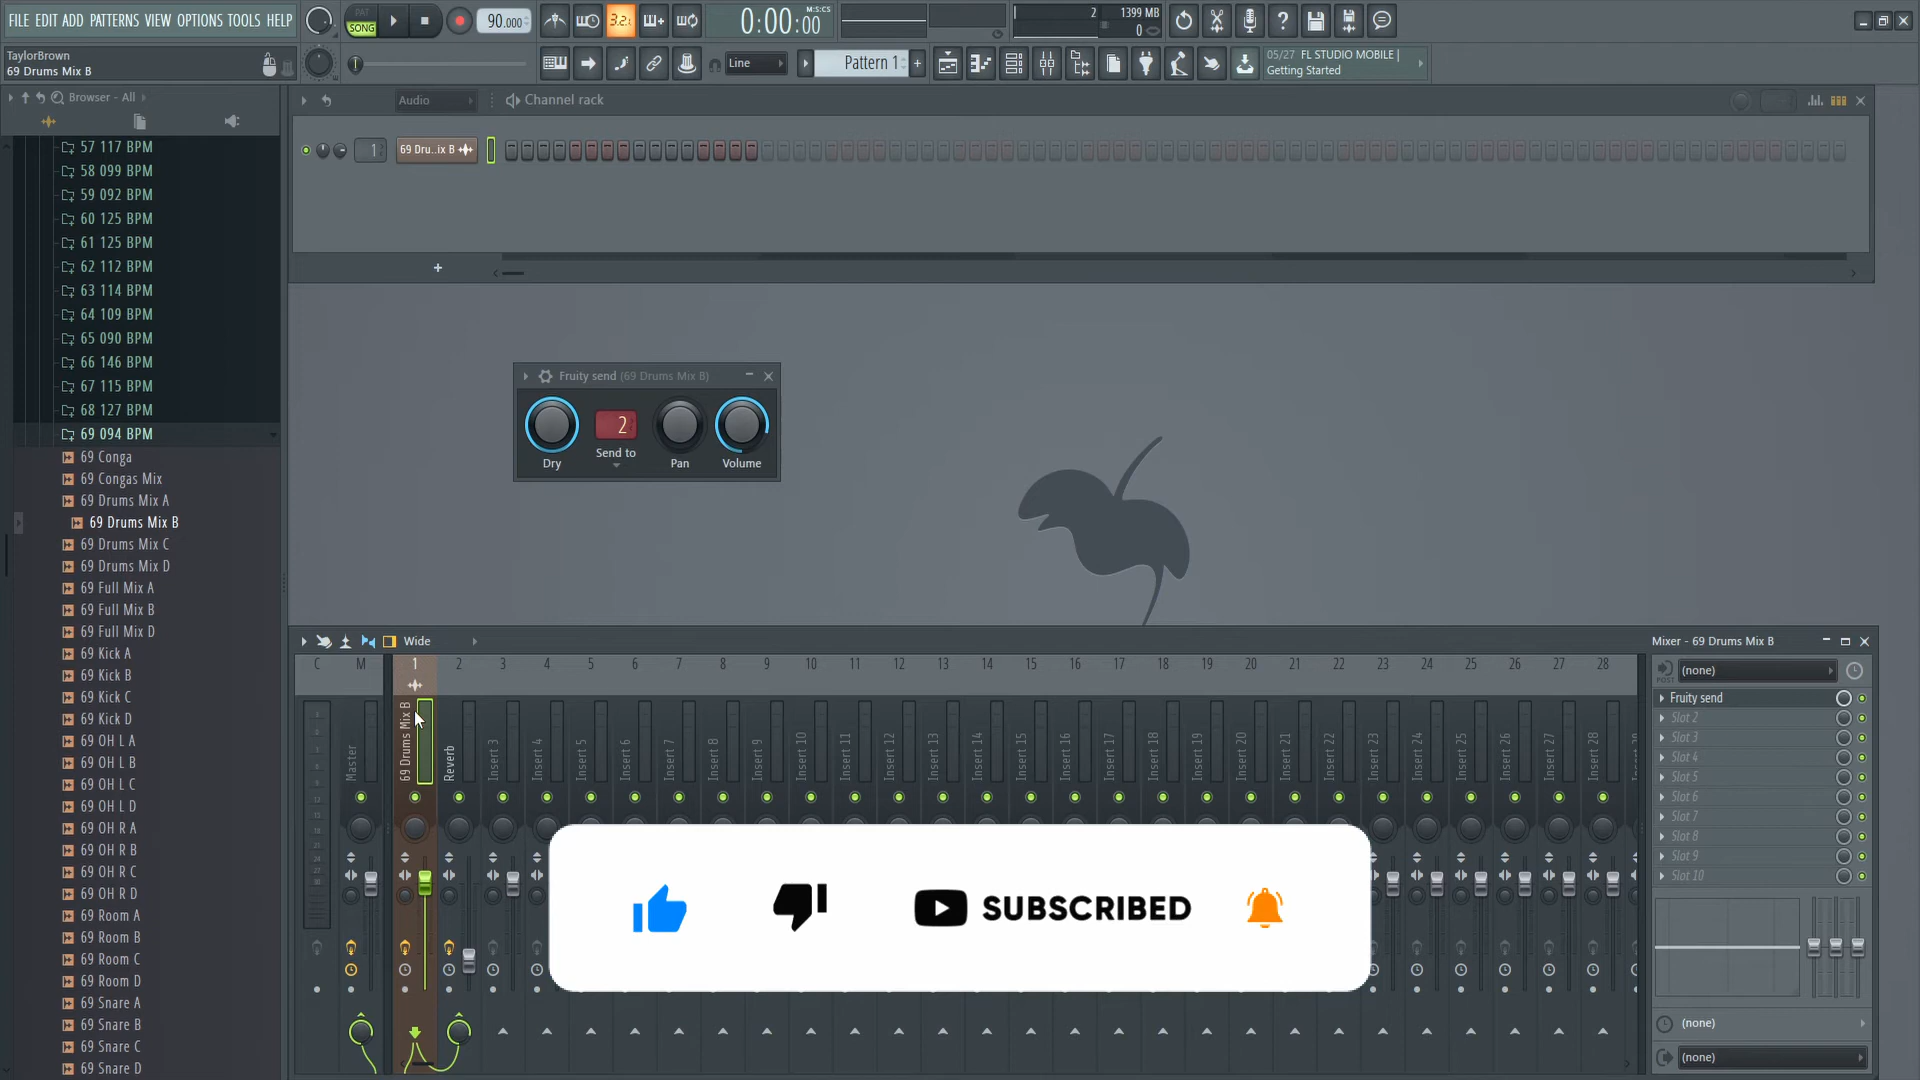 FILE EDIT ADD PATTERNS VIEW OPTIONS TOOLS HELP
PAT
SONG
90.000
3.2.
0:00:00
M:S:CS
2
1399 MB
0
TaylorBrown
69 Drums Mix B
Line
Pattern 1
+
05/27 FL STUDIO MOBILE |
Getting Started
Browser - All
57 117 BPM
58 099 BPM
59 092 BPM
60 125 BPM
61 125 BPM
62 112 BPM
63 114 BPM
64 109 BPM
65 090 BPM
66 146 BPM
67 115 BPM
68 127 BPM
69 094 BPM
69 Conga
69 Congas Mix
69 Drums Mix A
69 Drums Mix B
69 Drums Mix C
69 Drums Mix D
69 Full Mix A
69 Full Mix B
69 Full Mix D
69 Kick A
69 Kick B
69 Kick C
69 Kick D
69 OH L A
69 OH L B
69 OH L C
69 OH L D
69 OH R A
69 OH R B
69 OH R C
69 OH R D
69 Room A
69 Room B
69 Room C
69 Room D
69 Snare A
69 Snare B
69 Snare C
69 Snare D
Audio
Channel rack
1
69 Dru..ix B
+
Fruity send (69 Drums Mix B)
2
Dry
Send to
Pan
Volume
Wide
C M 1 2 3 4 5 6 7 8 9 10 11 12 13 14 15 16 17 18 19 20 21 22 23 24 25 26 27 28
Master
69 Drums Mix B
Reverb
Insert 3
Insert 4
Insert 5
Insert 6
Insert 7
Insert 8
Insert 9
Insert 10
Insert 11
Insert 12
Insert 13
Insert 14
Insert 15
Insert 16
Insert 17
Insert 18
Insert 19
Insert 20
Insert 21
Insert 22
Insert 23
Insert 24
Insert 25
Insert 26
Insert 27
Insert 28
SUBSCRIBED
Mixer - 69 Drums Mix B
POST
(none)
Fruity send
Slot 2
Slot 3
Slot 4
Slot 5
Slot 6
Slot 7
Slot 8
Slot 9
Slot 10
(none)
(none)